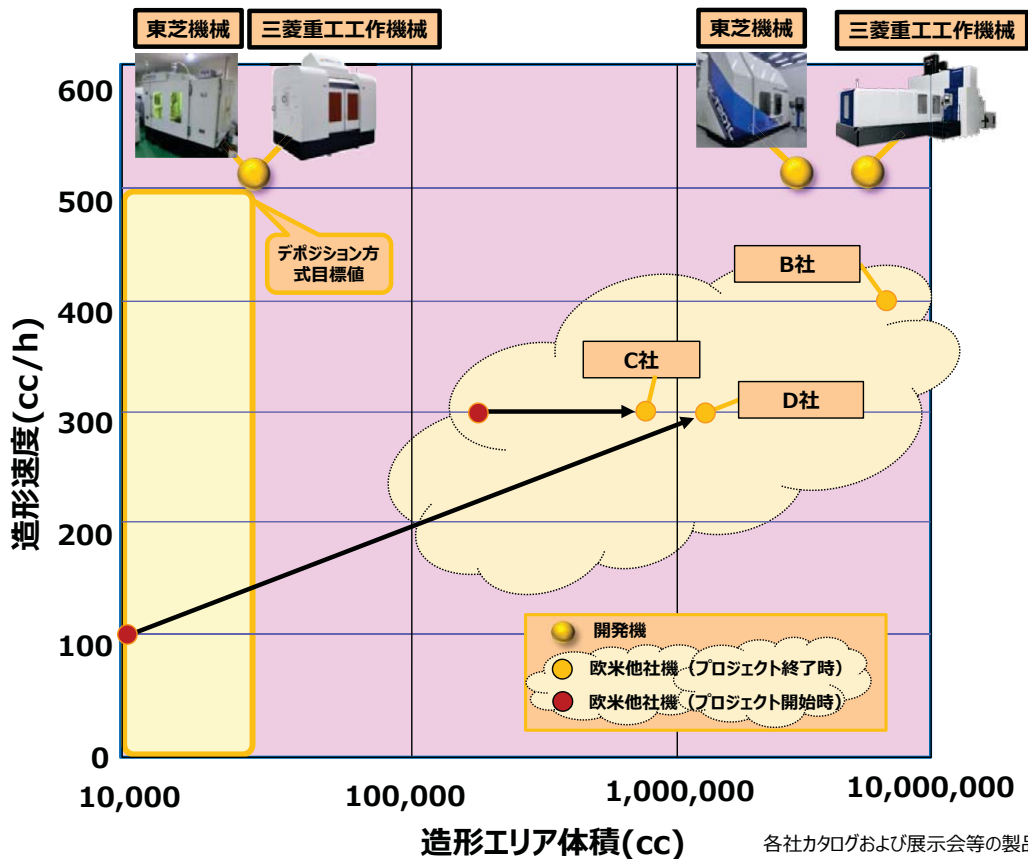 東芝機械
三菱重工工作機械
東芝機械
三菱重工工作機械
600
500
400
300
200
100
0
造形速度(cc/h)
デポジション方
式目標値
B社
C社
D社
開発機
欧米他社機（プロジェクト終了時）
欧米他社機（プロジェクト開始時）
10,000
100,000
1,000,000
10,000,000
造形エリア体積(cc)
各社カタログおよび展示会等の製品